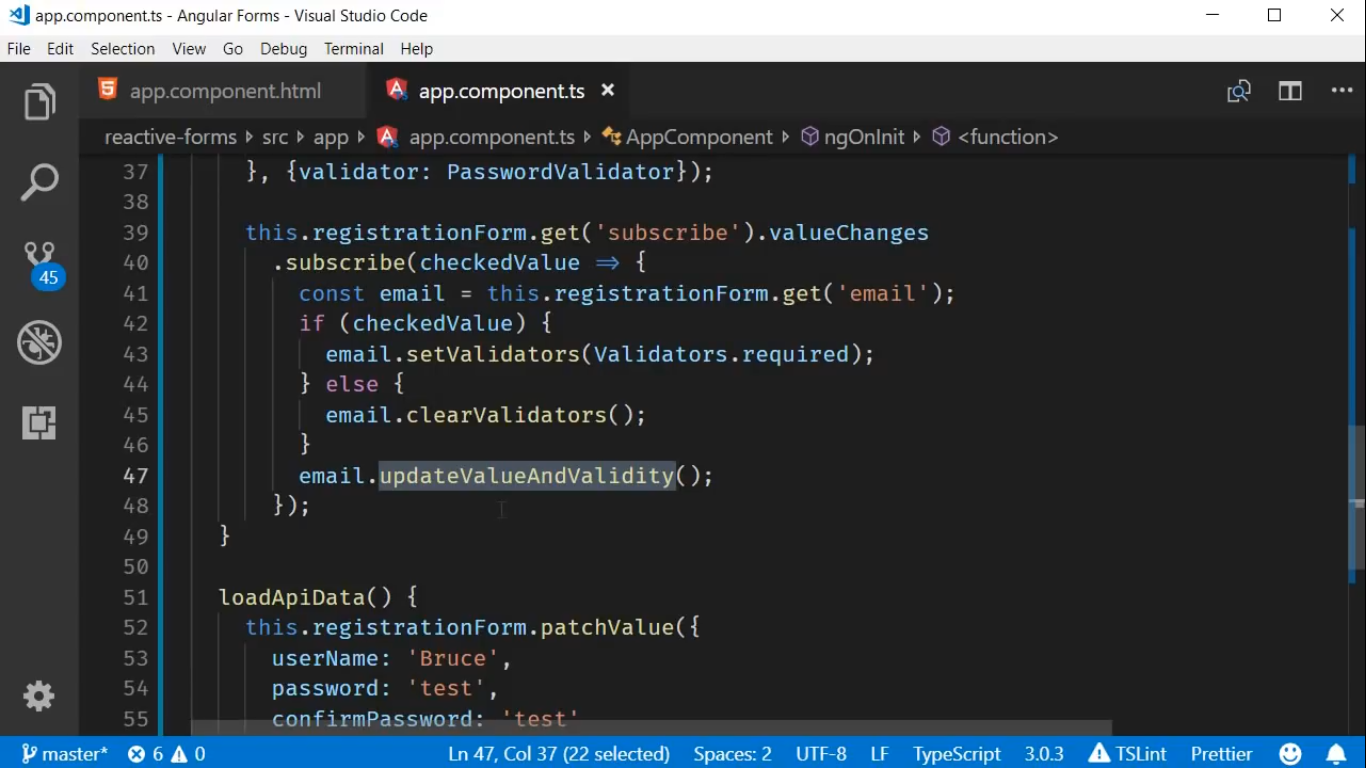 app.component.ts - Angular Forms - Visual Studio Code
File Edit Selection View Go Debug Terminal Help
app.component.html app.component.ts
reactive-forms src app app.component.ts AppComponent ngOnInit <function>
37 }, {validator: PasswordValidator});
38
39 this.registrationForm.get('subscribe').valueChanges
40 .subscribe(checkedValue => {
41 const email = this.registrationForm.get('email');
42 if (checkedValue) {
43 email.setValidators(Validators.required);
44 } else {
45 email.clearValidators();
46 }
47 email.updateValueAndValidity();
48 });
49 }
50
51 loadApiData() {
52 this.registrationForm.patchValue({
53 userName: 'Bruce',
54 password: 'test',
55 confirmPassword: 'test'
45
master* 6 0 Ln 47, Col 37 (22 selected) Spaces: 2 UTF-8 LF TypeScript 3.0.3 TSLint Prettier